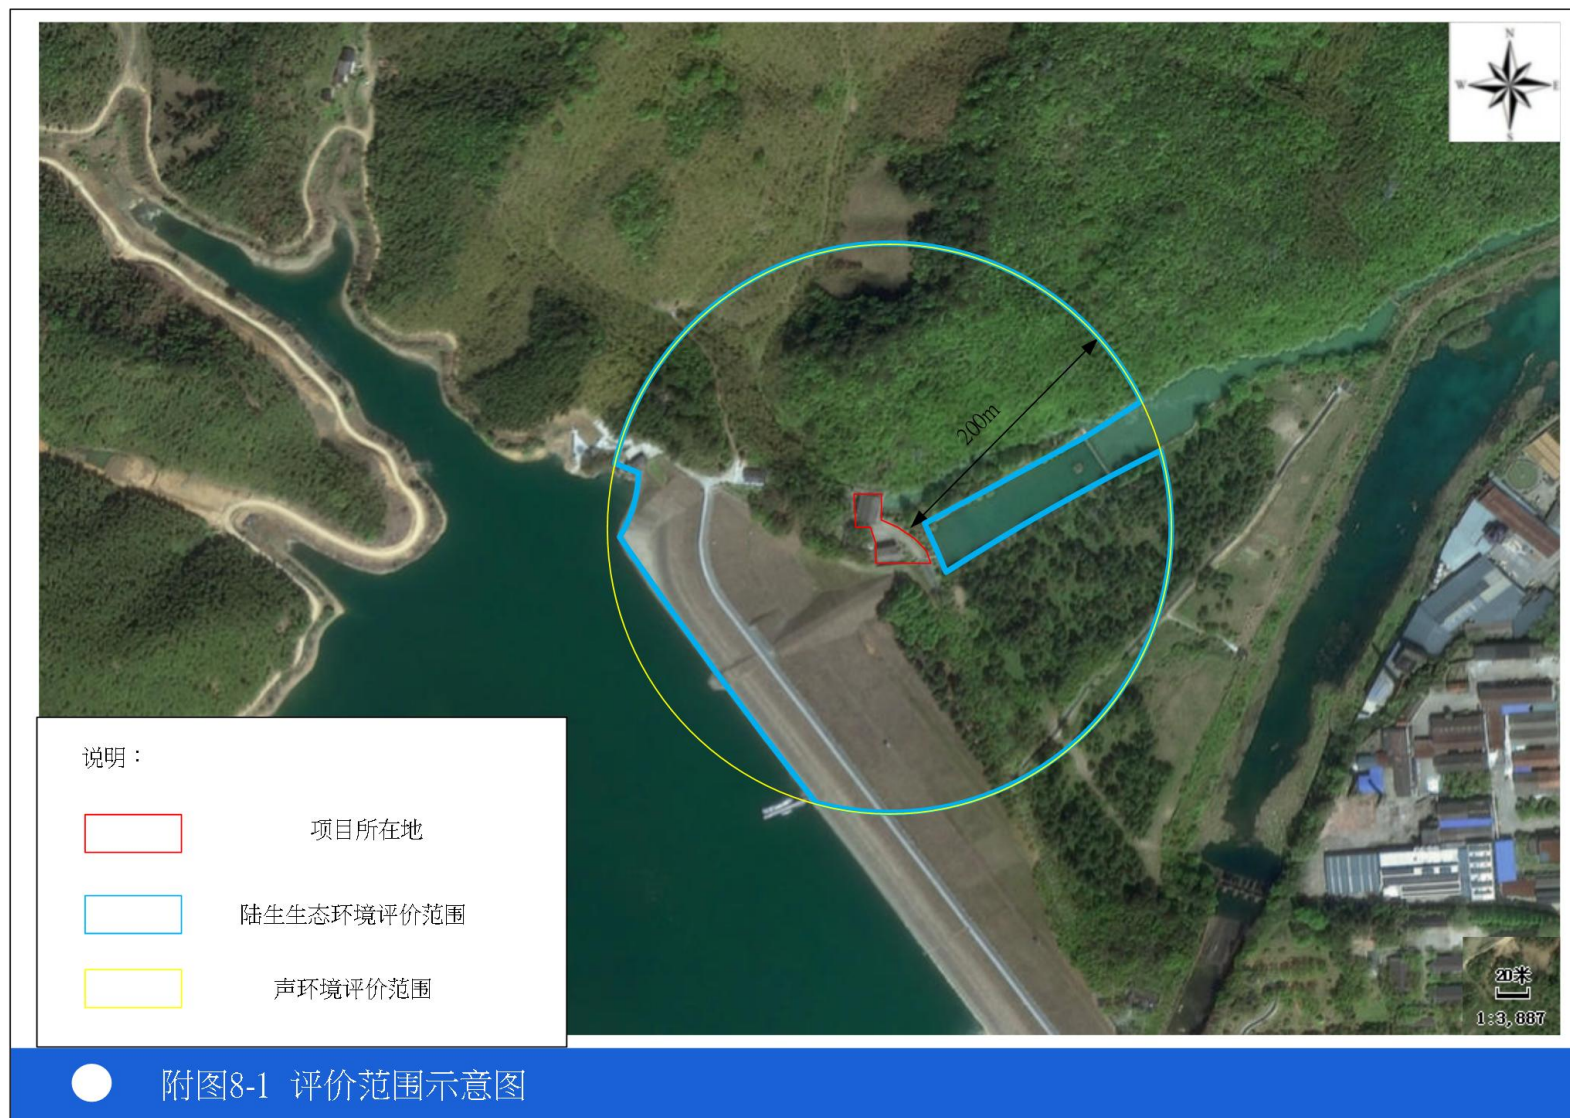 N
W E
S
200m
说明：
项目所在地
陆生生态环境评价范围
声环境评价范围
20米
1:3,887
附图8-1 评价范围示意图